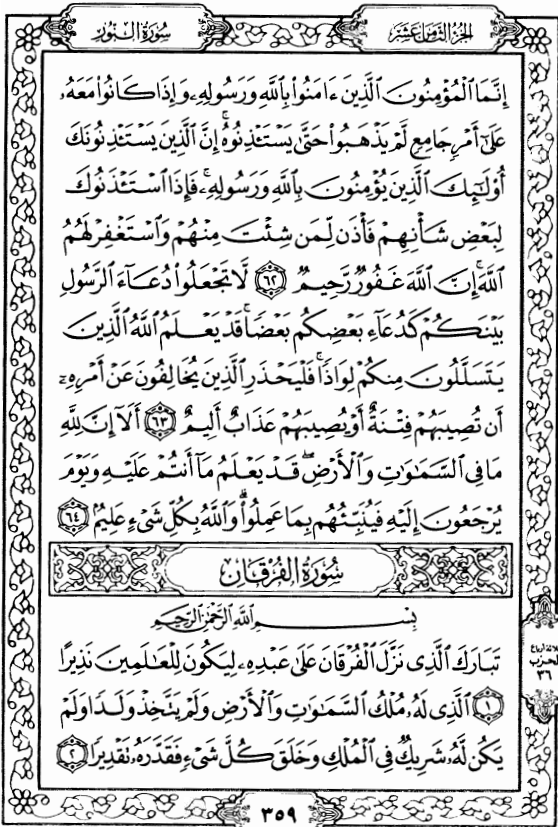 الجزء الثامن عشر
سورة النور
إِنَّمَا ٱلْمُؤْمِنُونَ ٱلَّذِينَ ءَامَنُوا۟ بِٱللَّهِ وَرَسُولِهِۦ وَإِذَا كَانُوا۟ مَعَهُۥ
عَلَىٰٓ أَمْرٍ جَامِعٍ لَّمْ يَذْهَبُوا۟ حَتَّىٰ يَسْتَـْٔذِنُوهُ ۚ إِنَّ ٱلَّذِينَ يَسْتَـْٔذِنُونَكَ
أُو۟لَـٰٓئِكَ ٱلَّذِينَ يُؤْمِنُونَ بِٱللَّهِ وَرَسُولِهِۦ ۚ فَإِذَا ٱسْتَـْٔذَنُوكَ
لِبَعْضِ شَأْنِهِمْ فَأْذَن لِّمَن شِئْتَ مِنْهُمْ وَٱسْتَغْفِرْ لَهُمُ
ٱللَّهَ ۚ إِنَّ ٱللَّهَ غَفُورٌ رَّحِيمٌ ٦٢ لَّا تَجْعَلُوا۟ دُعَآءَ ٱلرَّسُولِ
بَيْنَكُمْ كَدُعَآءِ بَعْضِكُم بَعْضًا ۚ قَدْ يَعْلَمُ ٱللَّهُ ٱلَّذِينَ
يَتَسَلَّلُونَ مِنكُمْ لِوَاذًا ۚ فَلْيَحْذَرِ ٱلَّذِينَ يُخَالِفُونَ عَنْ أَمْرِهِۦٓ
أَن تُصِيبَهُمْ فِتْنَةٌ أَوْ يُصِيبَهُمْ عَذَابٌ أَلِيمٌ ٦٣ أَلَآ إِنَّ لِلَّهِ
مَا فِى ٱلسَّمَـٰوَٰتِ وَٱلْأَرْضِ ۖ قَدْ يَعْلَمُ مَآ أَنتُمْ عَلَيْهِ وَيَوْمَ
يُرْجَعُونَ إِلَيْهِ فَيُنَبِّئُهُم بِمَا عَمِلُوا۟ ۗ وَٱللَّهُ بِكُلِّ شَىْءٍ عَلِيمٌۢ ٦٤
سُورَةُ الْفُرْقَانِ
بِسْمِ ٱللَّهِ ٱلرَّحْمَـٰنِ ٱلرَّحِيمِ
تَبَارَكَ ٱلَّذِى نَزَّلَ ٱلْفُرْقَانَ عَلَىٰ عَبْدِهِۦ لِيَكُونَ لِلْعَـٰلَمِينَ نَذِيرًا
١ ٱلَّذِى لَهُۥ مُلْكُ ٱلسَّمَـٰوَٰتِ وَٱلْأَرْضِ وَلَمْ يَتَّخِذْ وَلَدًا وَلَمْ
يَكُن لَّهُۥ شَرِيكٌ فِى ٱلْمُلْكِ وَخَلَقَ كُلَّ شَىْءٍ فَقَدَّرَهُۥ تَقْدِيرًا ٢
أرباع
الحزب
٣٦
٣٥٩